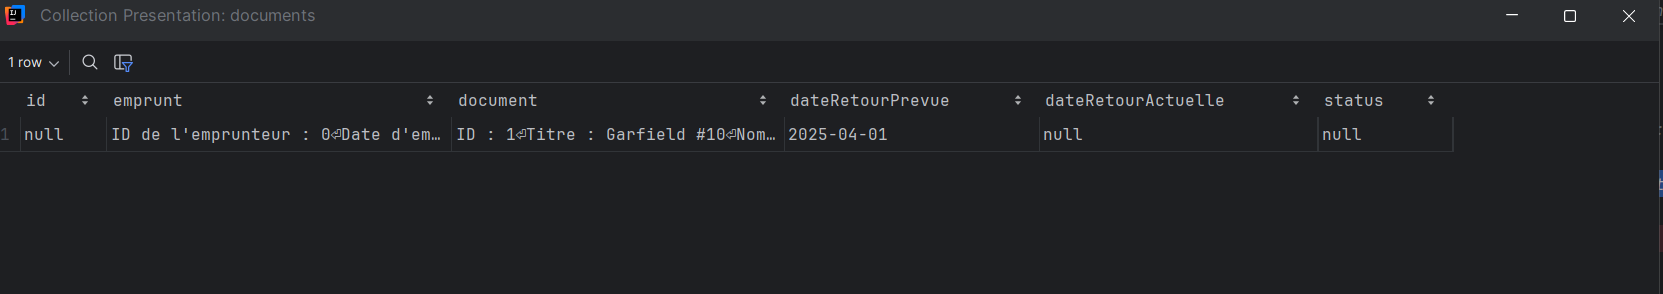 Collection Presentation: documents
1 row
id emprunt document dateRetourPrevue dateRetourActuelle status
1 null ID de l'emprunteur : 0⏎Date d'em… ID : 1⏎Titre : Garfield #10⏎Nom… 2025-04-01 null null